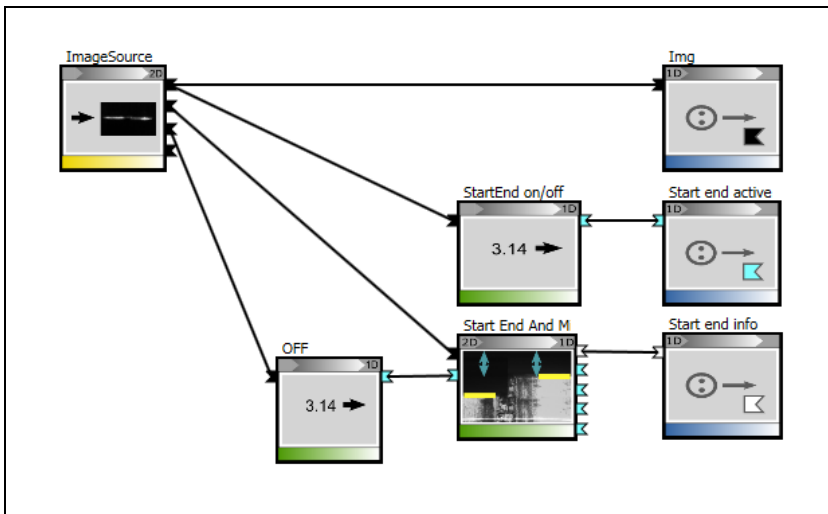 ImageSource
2D
Img
1D
StartEnd on/off
1D
3.14
Start end active
1D
OFF
1D
3.14
Start End And M
2D 1D
Start end info
1D